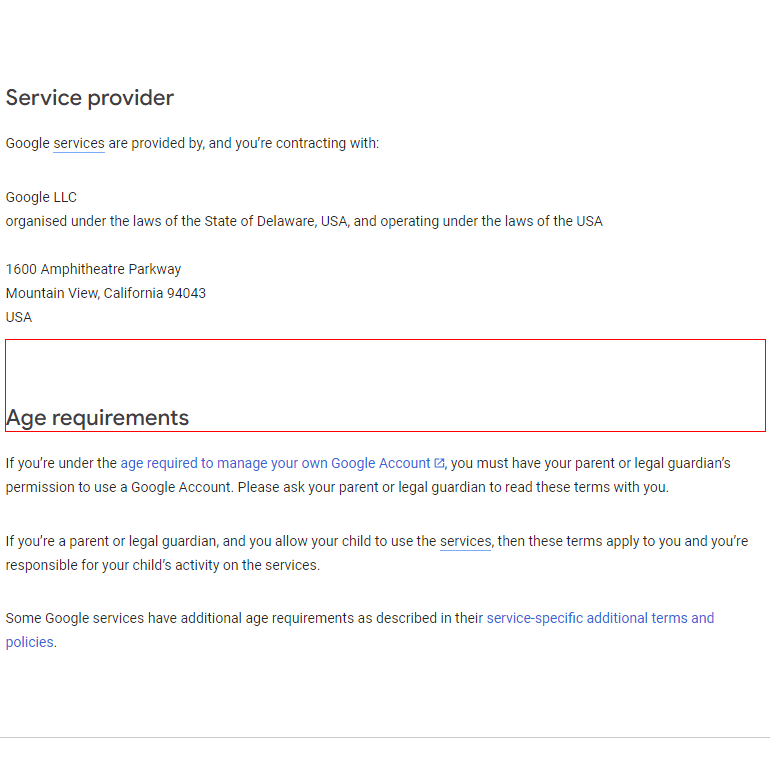 Service provider
Google services are provided by, and you’re contracting with:
Google LLC
organised under the laws of the State of Delaware, USA, and operating under the laws of the USA
1600 Amphitheatre Parkway
Mountain View, California 94043
USA
Age requirements
If you’re under the age required to manage your own Google Account, you must have your parent or legal guardian’s
permission to use a Google Account. Please ask your parent or legal guardian to read these terms with you.
If you’re a parent or legal guardian, and you allow your child to use the services, then these terms apply to you and you’re
responsible for your child’s activity on the services.
Some Google services have additional age requirements as described in their service-specific additional terms and
policies.